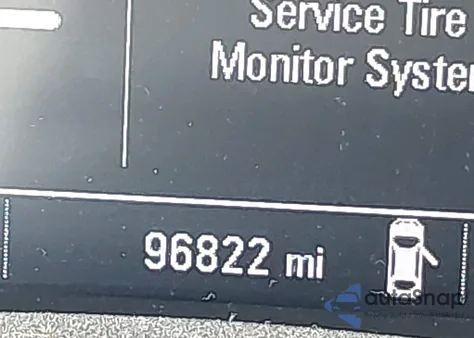 Service Tire
Monitor Syste
96822 mi
autoSnap